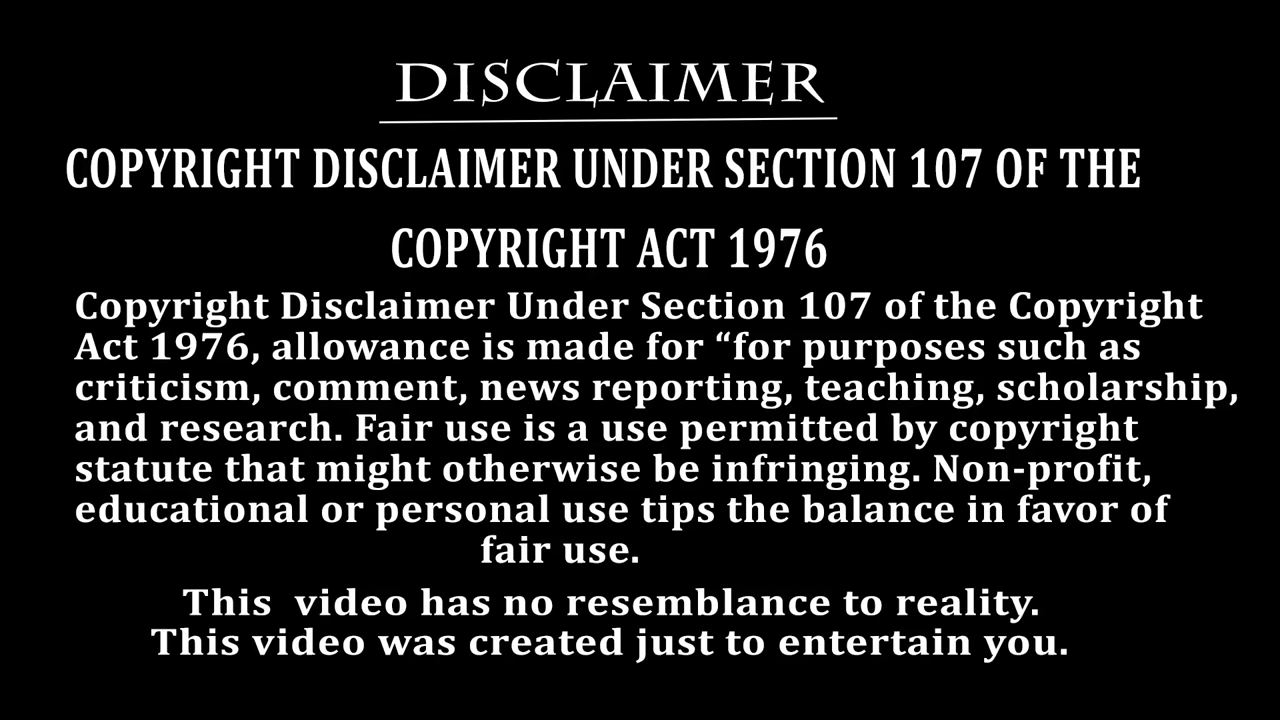 DISCLAIMER
COPYRIGHT DISCLAIMER UNDER SECTION 107 OF THE
COPYRIGHT ACT 1976
Copyright Disclaimer Under Section 107 of the Copyright
Act 1976, allowance is made for “for purposes such as
criticism, comment, news reporting, teaching, scholarship,
and research. Fair use is a use permitted by copyright
statute that might otherwise be infringing. Non-profit,
educational or personal use tips the balance in favor of
fair use.
This  video has no resemblance to reality.
This video was created just to entertain you.